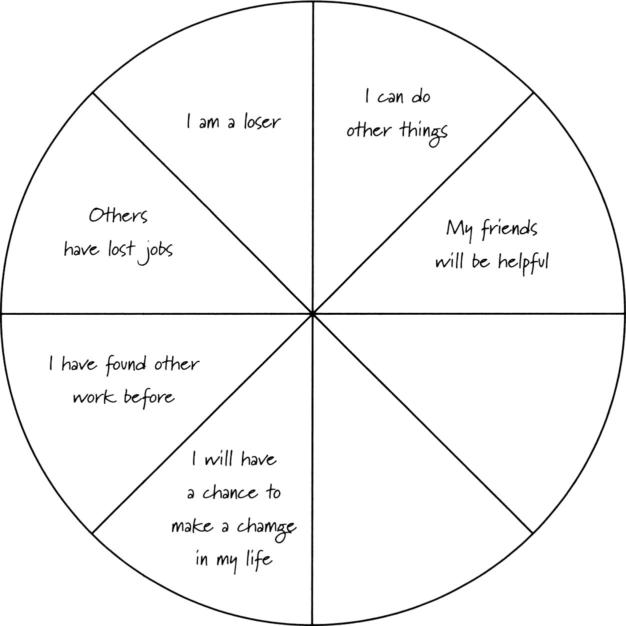 I am a loser
I can do
other things
Others
have lost jobs
My friends
will be helpful
I have found other
work before
I will have
a chance to
make a chamge
in my life